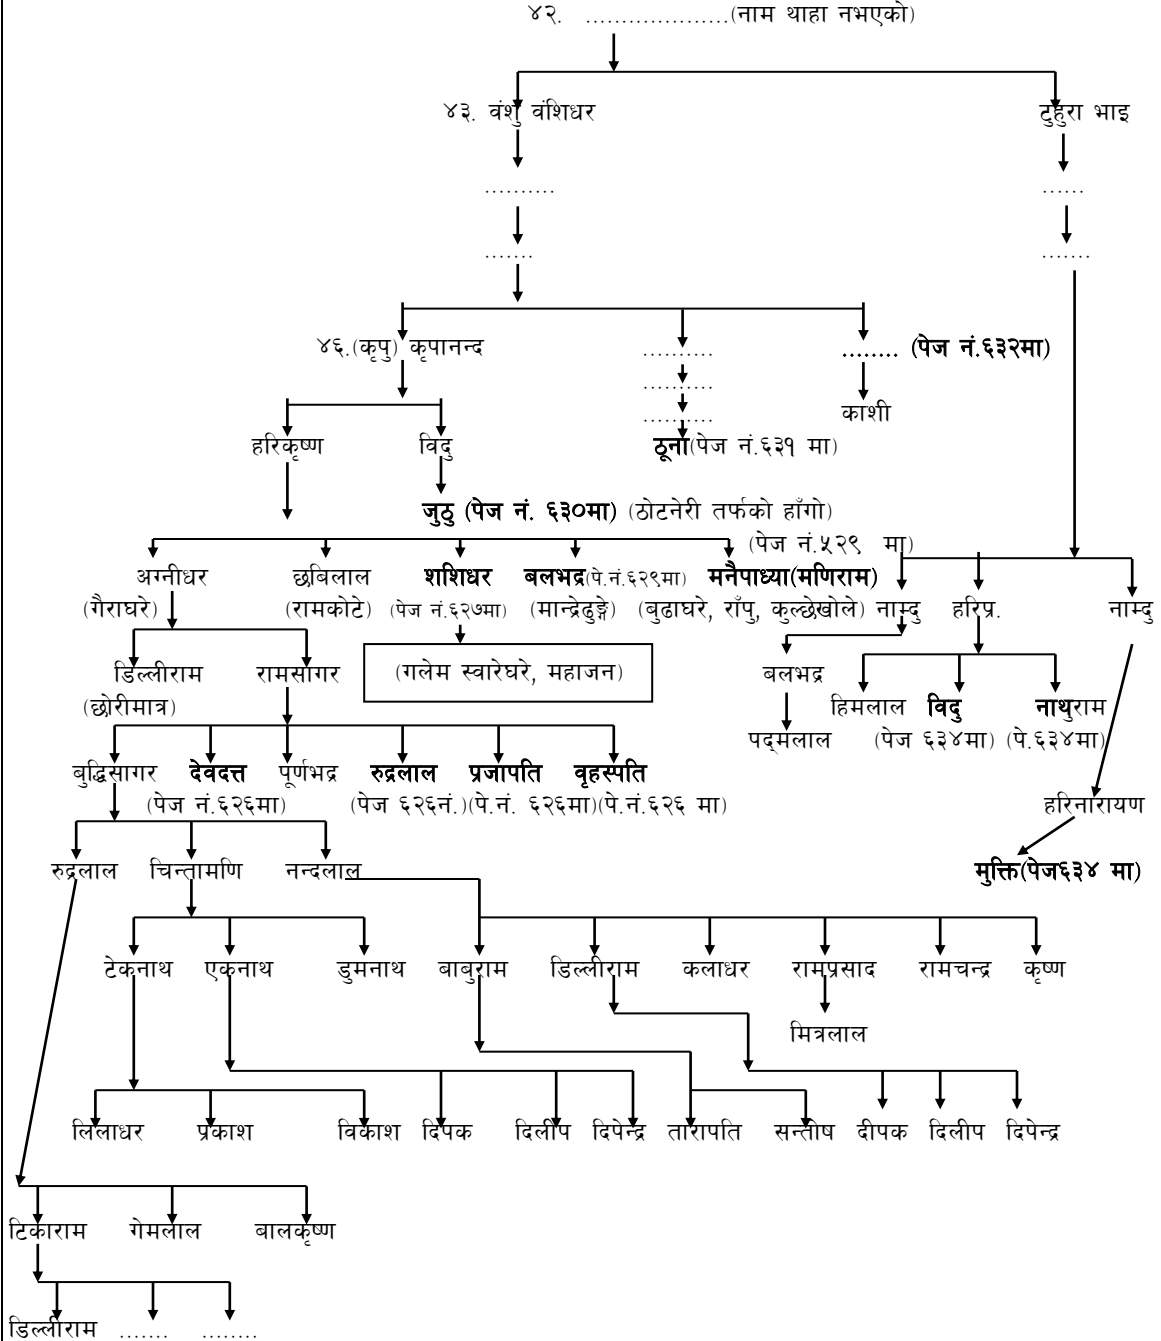 ४२. ....................(नाम थाहा नभएको)
४३. वंशु वंशिधर टुहुरा भाइ
.......... ......
....... .......
४६.(कृपु) कृपानन्द .......... ........ (पेज नं.६३२मा)
..........
.......... काशी
हरिकृष्ण विदु ठूना(पेज नं.६३१ मा)
जुठु (पेज नं. ६३०मा) (ठोटनेरी तर्फको हाँगो)
(पेज नं.५२९ मा)
अग्नीधर छबिलाल शशिधर बलभद्र(पे.नं.६२९मा) मनैपाध्या(मणिराम)
(गैराघरे) (रामकोटे) (पेज नं.६२७मा) (मान्द्रेढुङ्गे) (बुढाघरे, राँपु, कुल्छेखोले) नाम्दु हरिप्र. नाम्दु
डिल्लीराम रामसागर (गलेम स्वारेघरे, महाजन) बलभद्र
(छोरीमात्र) हिमलाल विदु नाथुराम
पद्मलाल (पेज ६३४मा) (पे.६३४मा)
बुद्धिसागर देवदत्त पूर्णभद्र रुद्रलाल प्रजापति वृहस्पति
(पेज नं.६२६मा) (पेज ६२६नं.)(पे.नं. ६२६मा)(पे.नं.६२६ मा) हरिनारायण
रुद्रलाल चिन्तामणि नन्दलाल मुक्ति(पेज६३४ मा)
टेकनाथ एकनाथ डुमनाथ बाबुराम डिल्लीराम कलाधर रामप्रसाद रामचन्द्र कृष्ण
मित्रलाल
लिलाधर प्रकाश विकाश दिपक दिलीप दिपेन्द्र तारापति सन्तोष दीपक दिलीप दिपेन्द्र
टिकाराम गेमलाल बालकृष्ण
डिल्लीराम ....... ........